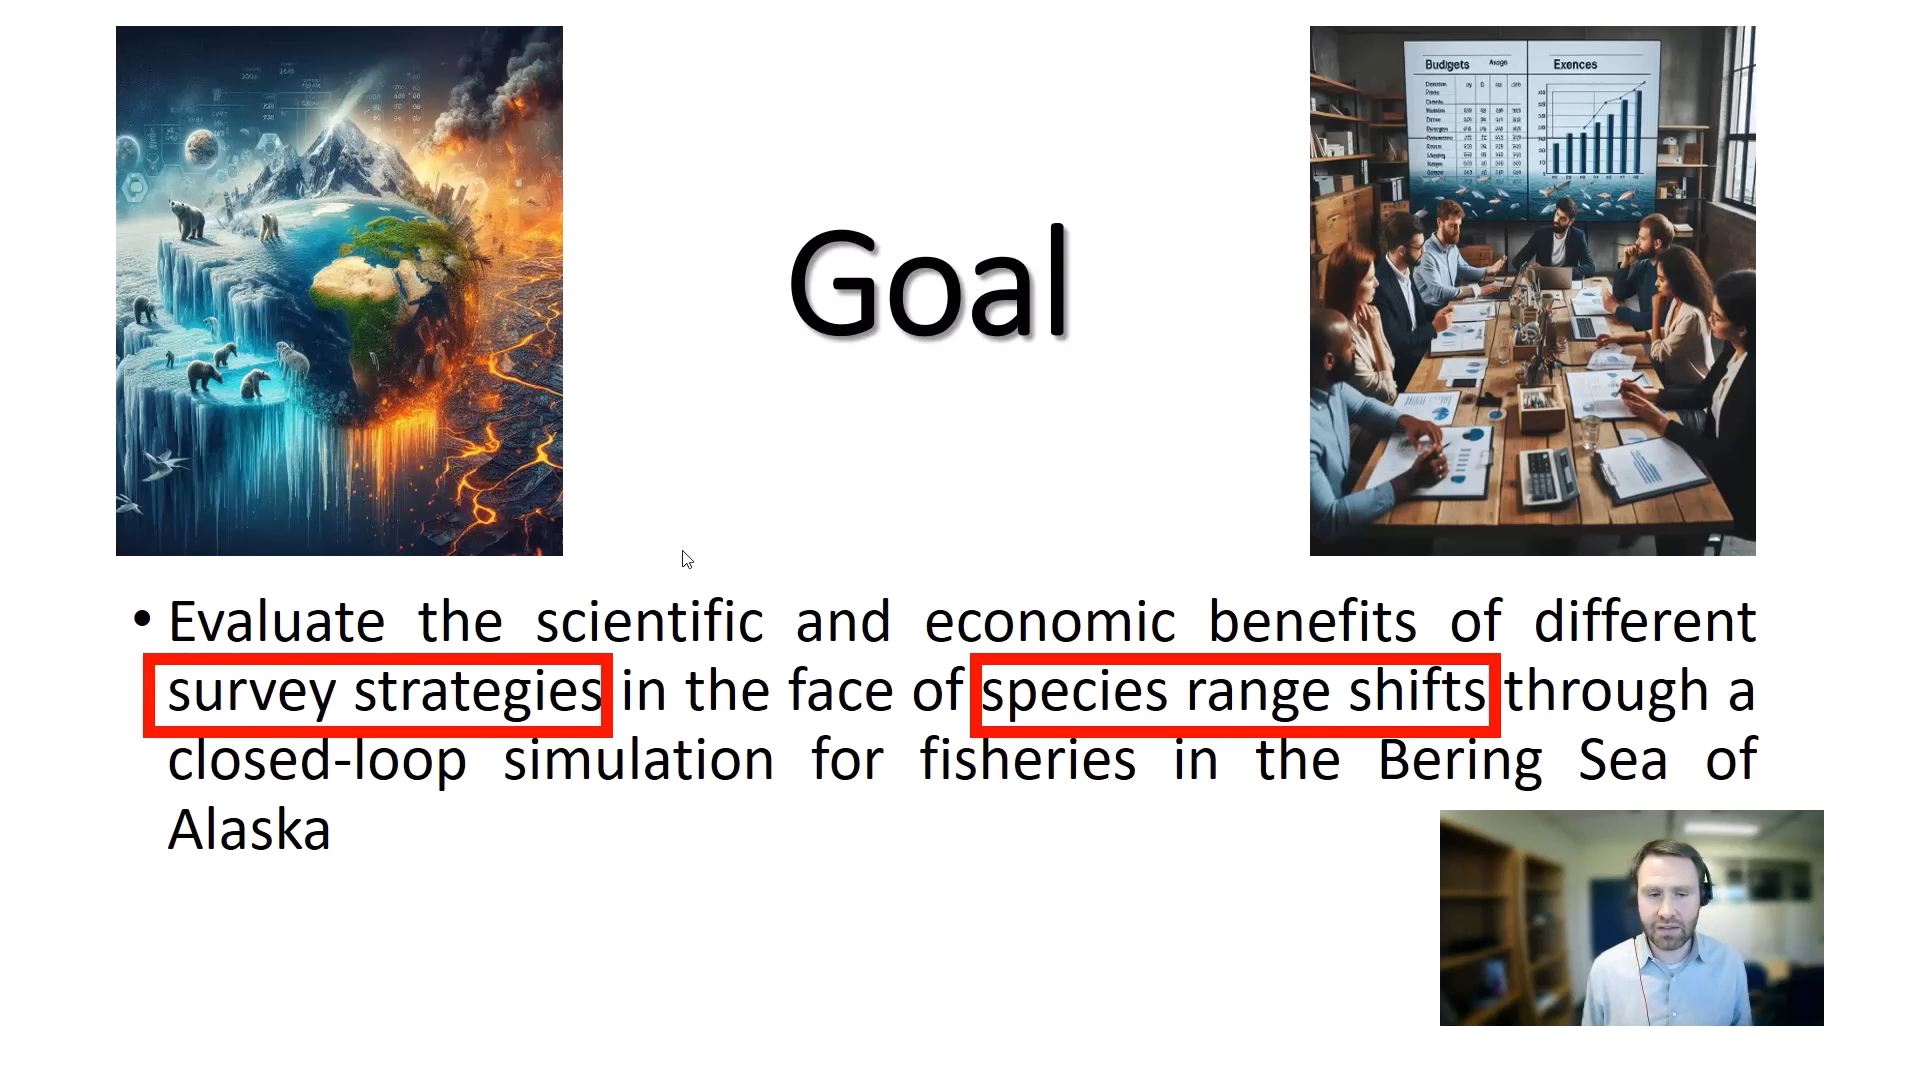 Budgets
Exences
Goal
• Evaluate the scientific and economic benefits of different
survey strategies in the face of species range shifts through a
closed-loop simulation for fisheries in the Bering Sea of
Alaska